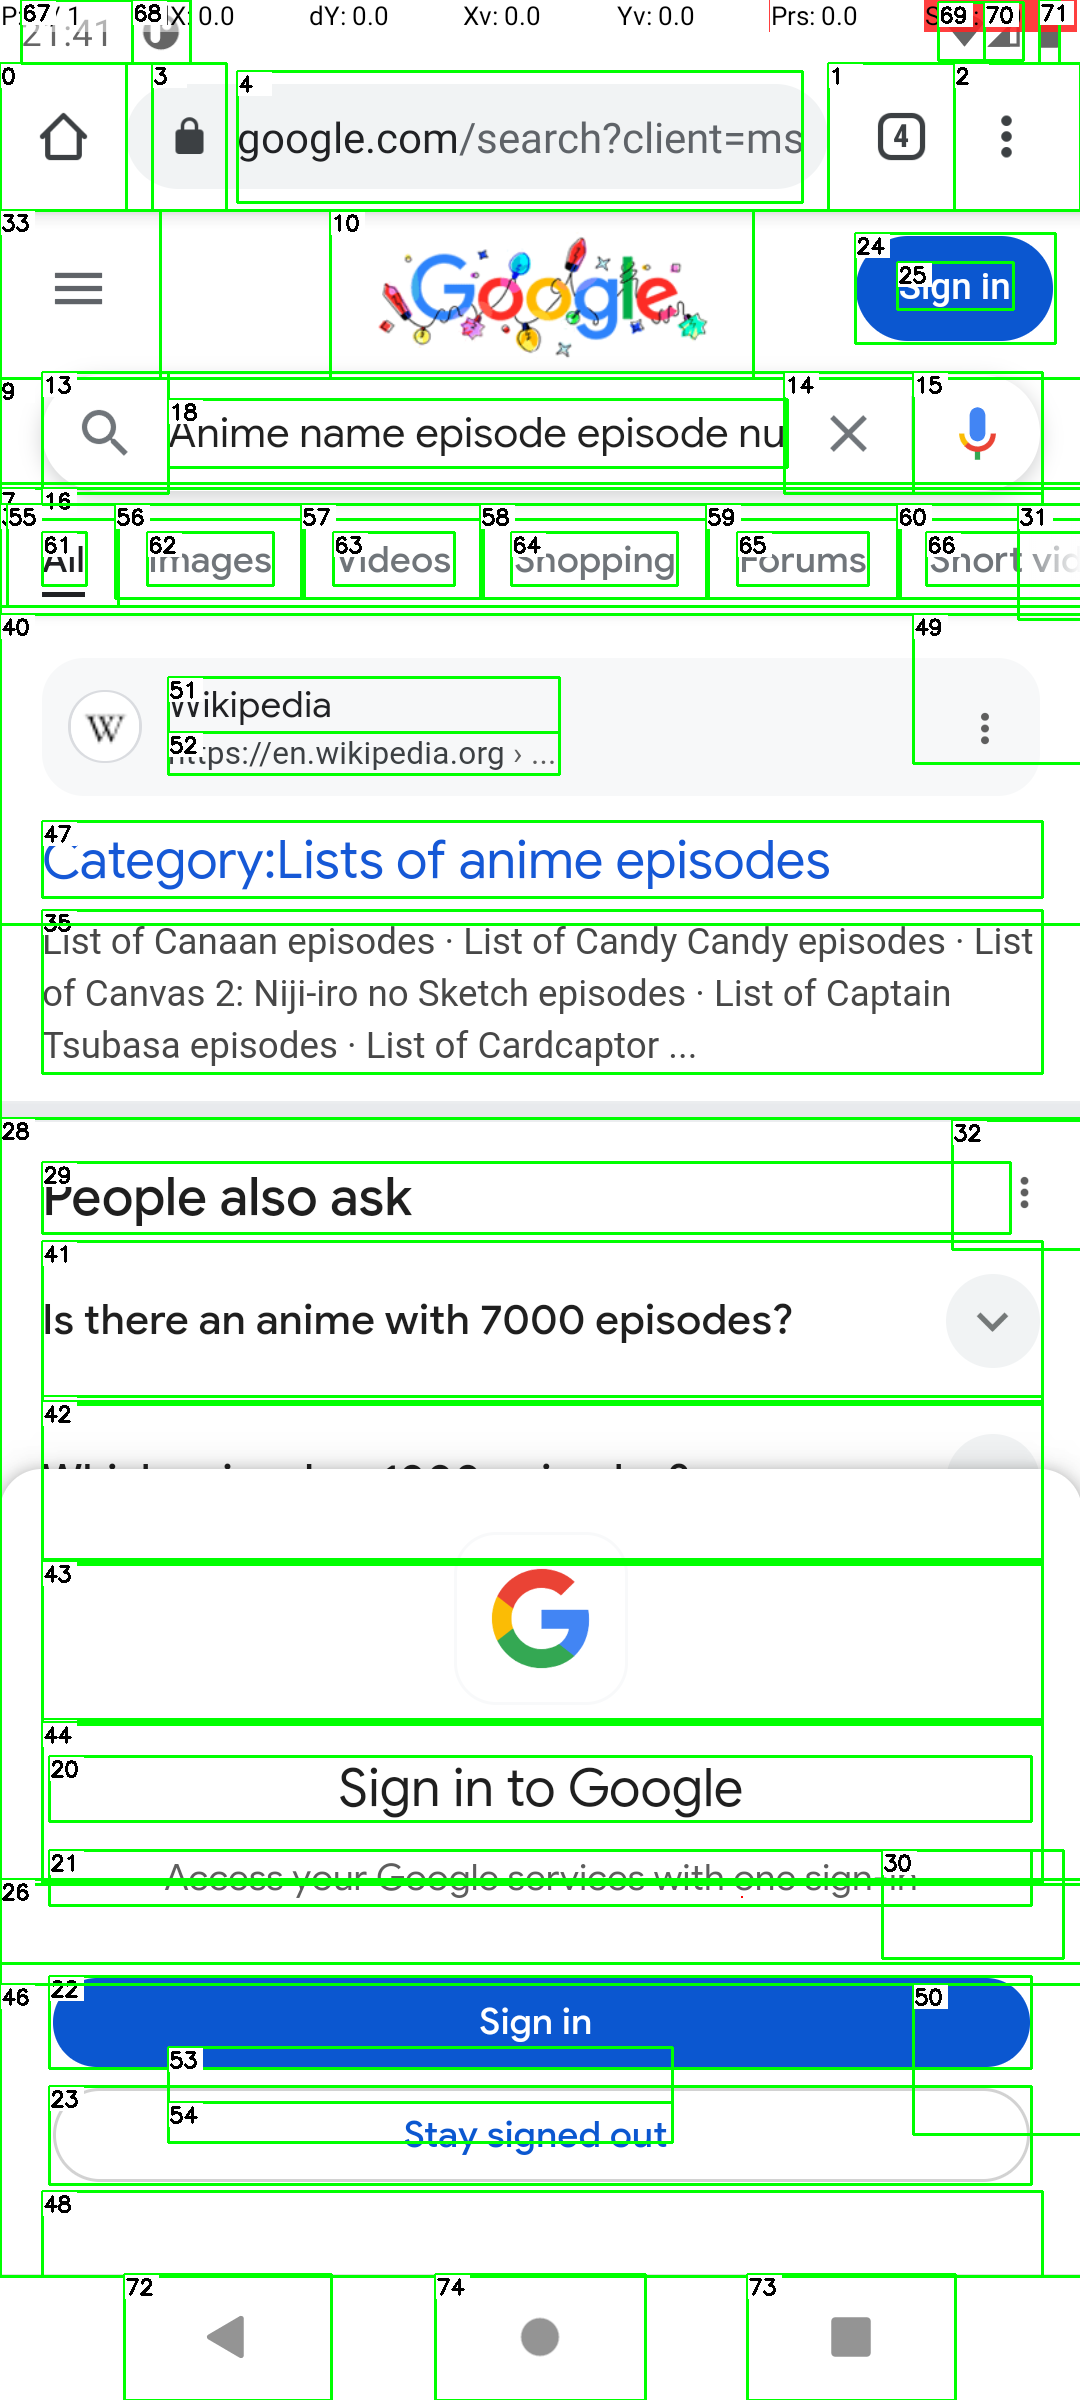 67 / 1 68 X: 0.0 dY: 0.0 Xv: 0.0 Yv: 0.0 Prs: 0.0 69 70 71
21:41
0 3 4 1 2
google.com/search?client=ms
4
33 10 24
Google
25 Sign in
9 13 18 14 15
Anime name episode episode nu
7 16
55 56 57 58 59 60 31
61 62 63 64 65 66
All Images Videos Shopping Forums Short vid
40 49
51 Wikipedia
W
52 https://en.wikipedia.org › ...
47
Category:Lists of anime episodes
35
List of Canaan episodes · List of Candy Candy episodes · List
of Canvas 2: Niji-iro no Sketch episodes · List of Captain
Tsubasa episodes · List of Cardcaptor ...
28 32
29
People also ask
41
Is there an anime with 7000 episodes?
42
43
G
44
20
Sign in to Google
21 30
Access your Google services with one sign-in
26
46 22 50
Sign in
53
23 54
Stay signed out
48
72 74 73